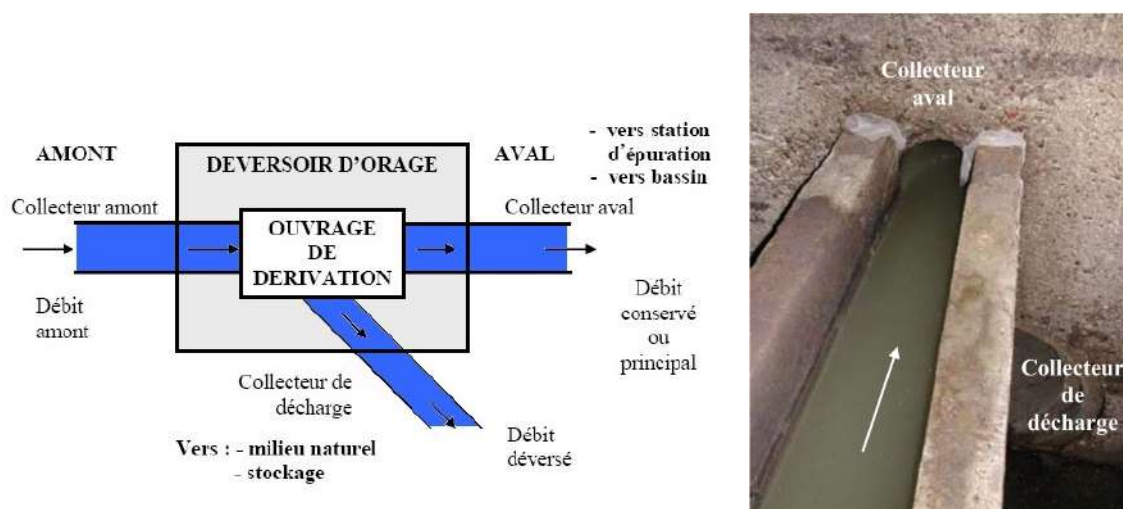 AMONT
DEVERSOIR D'ORAGE
AVAL
- vers station
d'épuration
- vers bassin
Collecteur amont
OUVRAGE
DE
DERIVATION
Collecteur aval
Débit
amont
Débit
conservé
ou
principal
Collecteur de
décharge
Vers : - milieu naturel
- stockage
Débit
déversé
Collecteur
aval
Collecteur
de
décharge